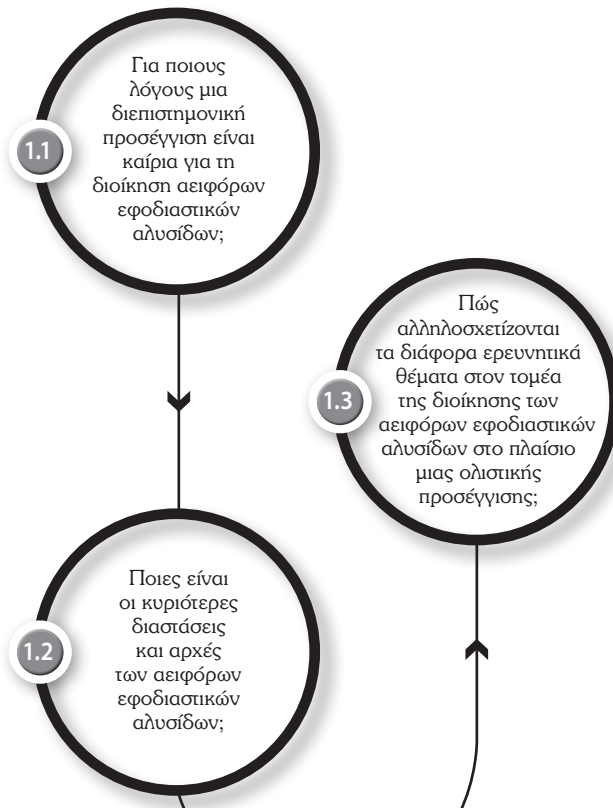 1.1
Για ποιους
λόγους μια
διεπιστημονική
προσέγγιση είναι
καίρια για τη
διοίκηση αειφόρων
εφοδιαστικών
αλυσίδων;
1.2
Ποιες είναι
οι κυριότερες
διαστάσεις
και αρχές
των αειφόρων
εφοδιαστικών
αλυσίδων;
1.3
Πώς
αλληλοσχετίζονται
τα διάφορα ερευνητικά
θέματα στον τομέα
της διοίκησης των
αειφόρων εφοδιαστικών
αλυσίδων στο πλαίσιο
μιας ολιστικής
προσέγγισης;